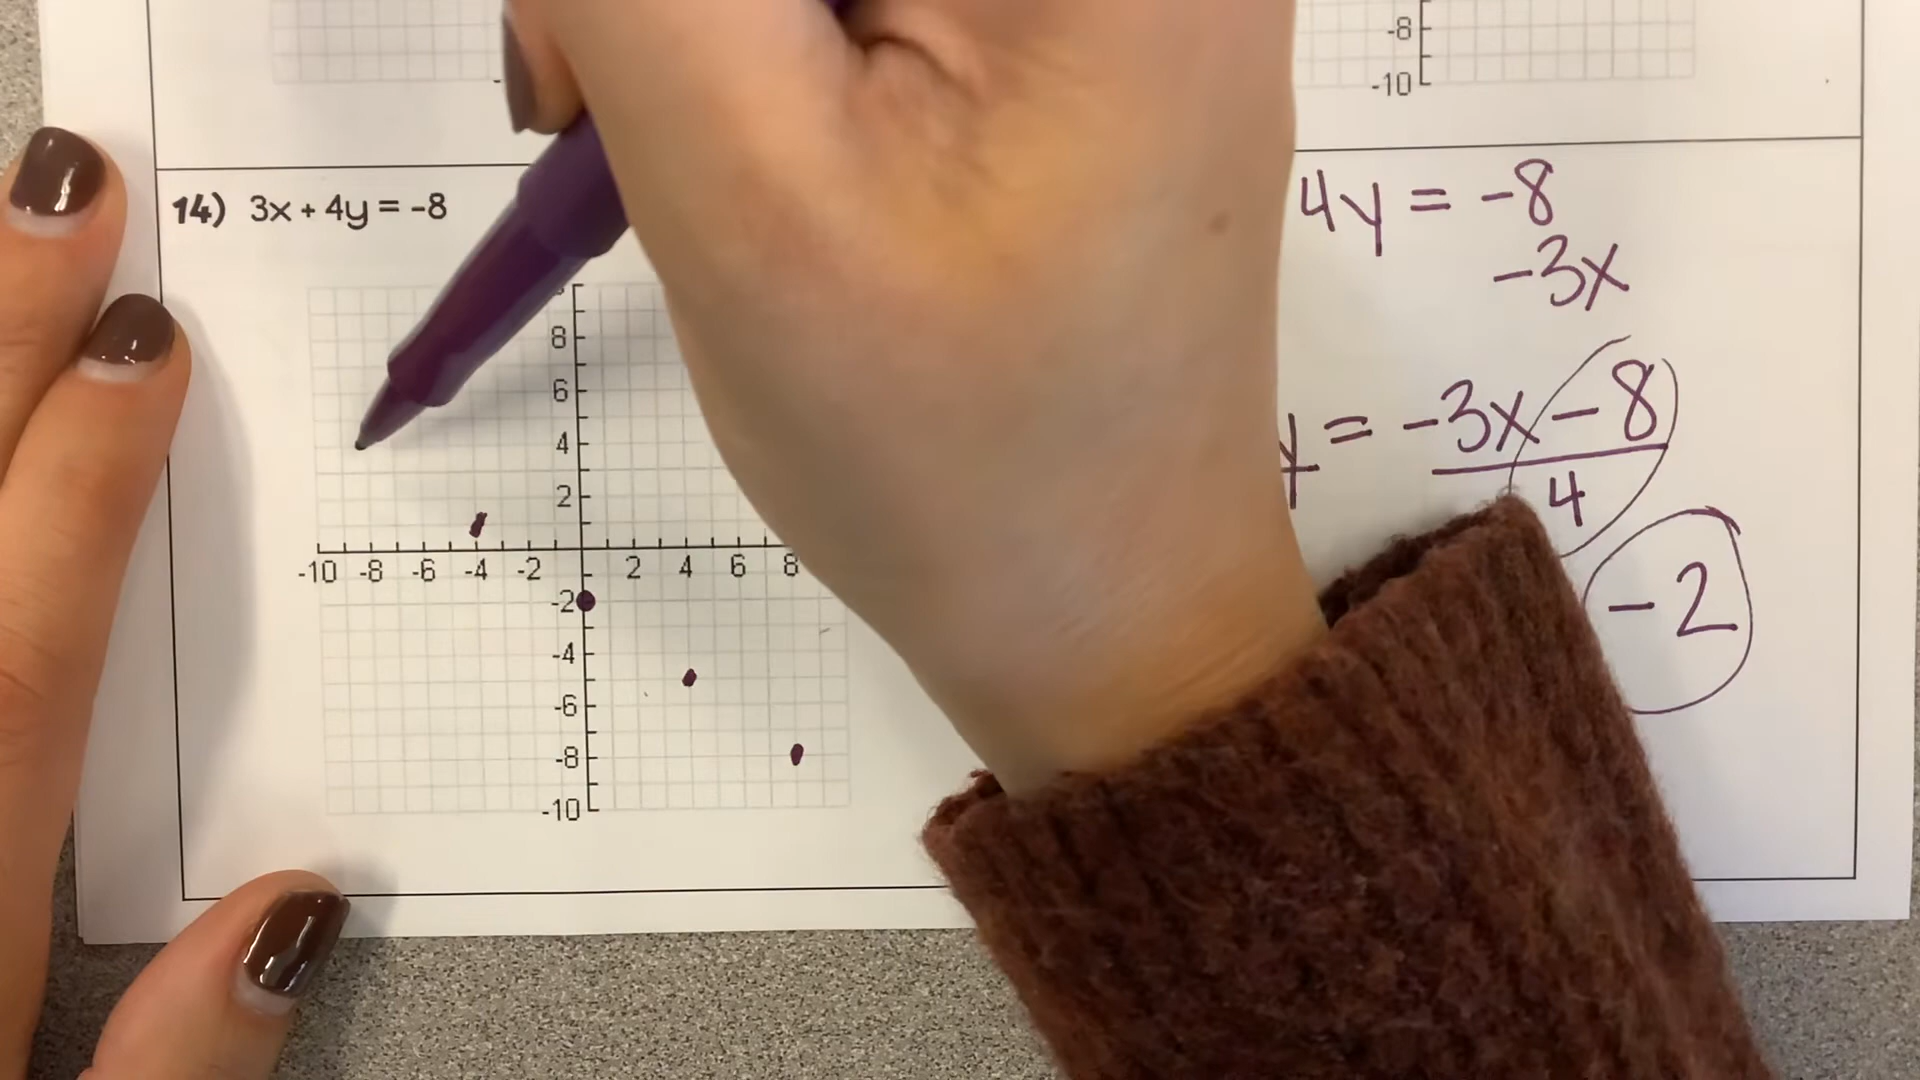 -8
-10
14) 3x + 4y = -8
4y = -8
-3x
8
6
4
2
-10 -8 -6 -4 -2 2 4 6 8
-2
-4
-6
-8
-10
y = -3x - 8
4
-2